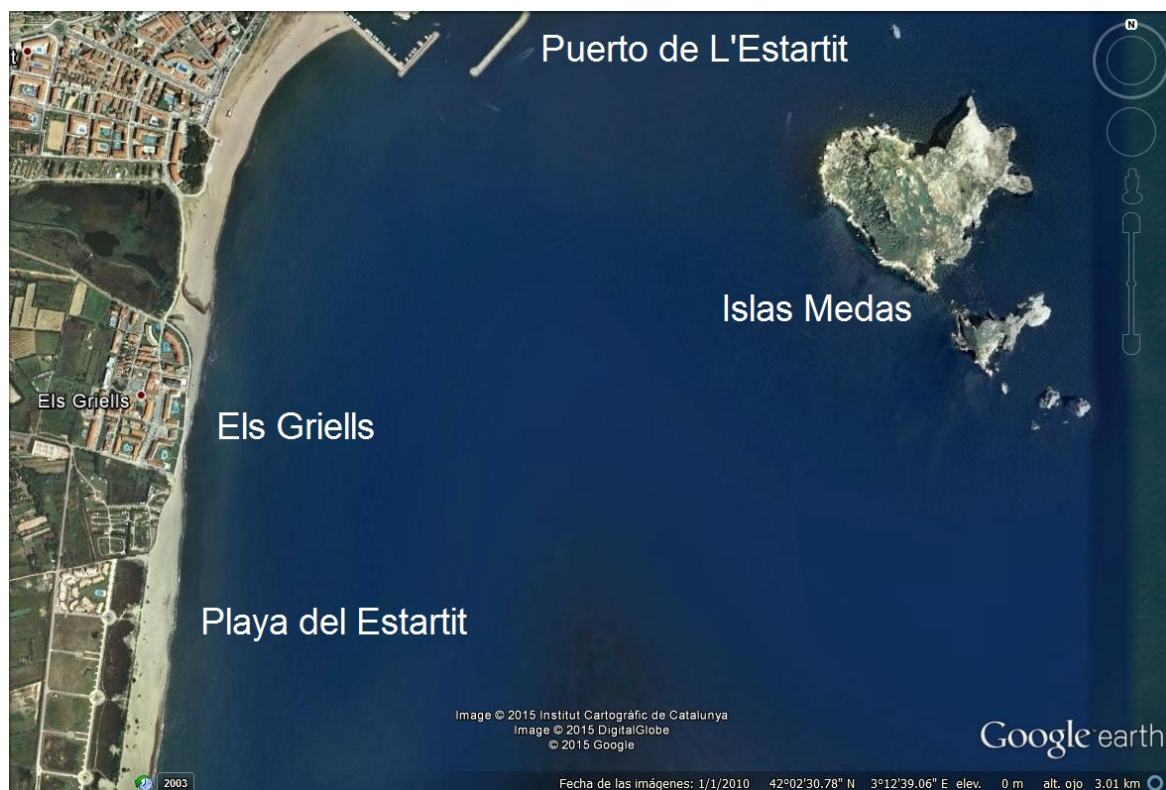 N
Puerto de L'Estartit
t
Islas Medas
Els Griells
Els Griells
Playa del Estartit
Image © 2015 Institut Cartogràfic de Catalunya
Image © 2015 DigitalGlobe
© 2015 Google
Google earth
2003
Fecha de las imágenes: 1/1/2010 42°02'30.78" N 3°12'39.06" E elev. 0 m alt. ojo 3.01 km